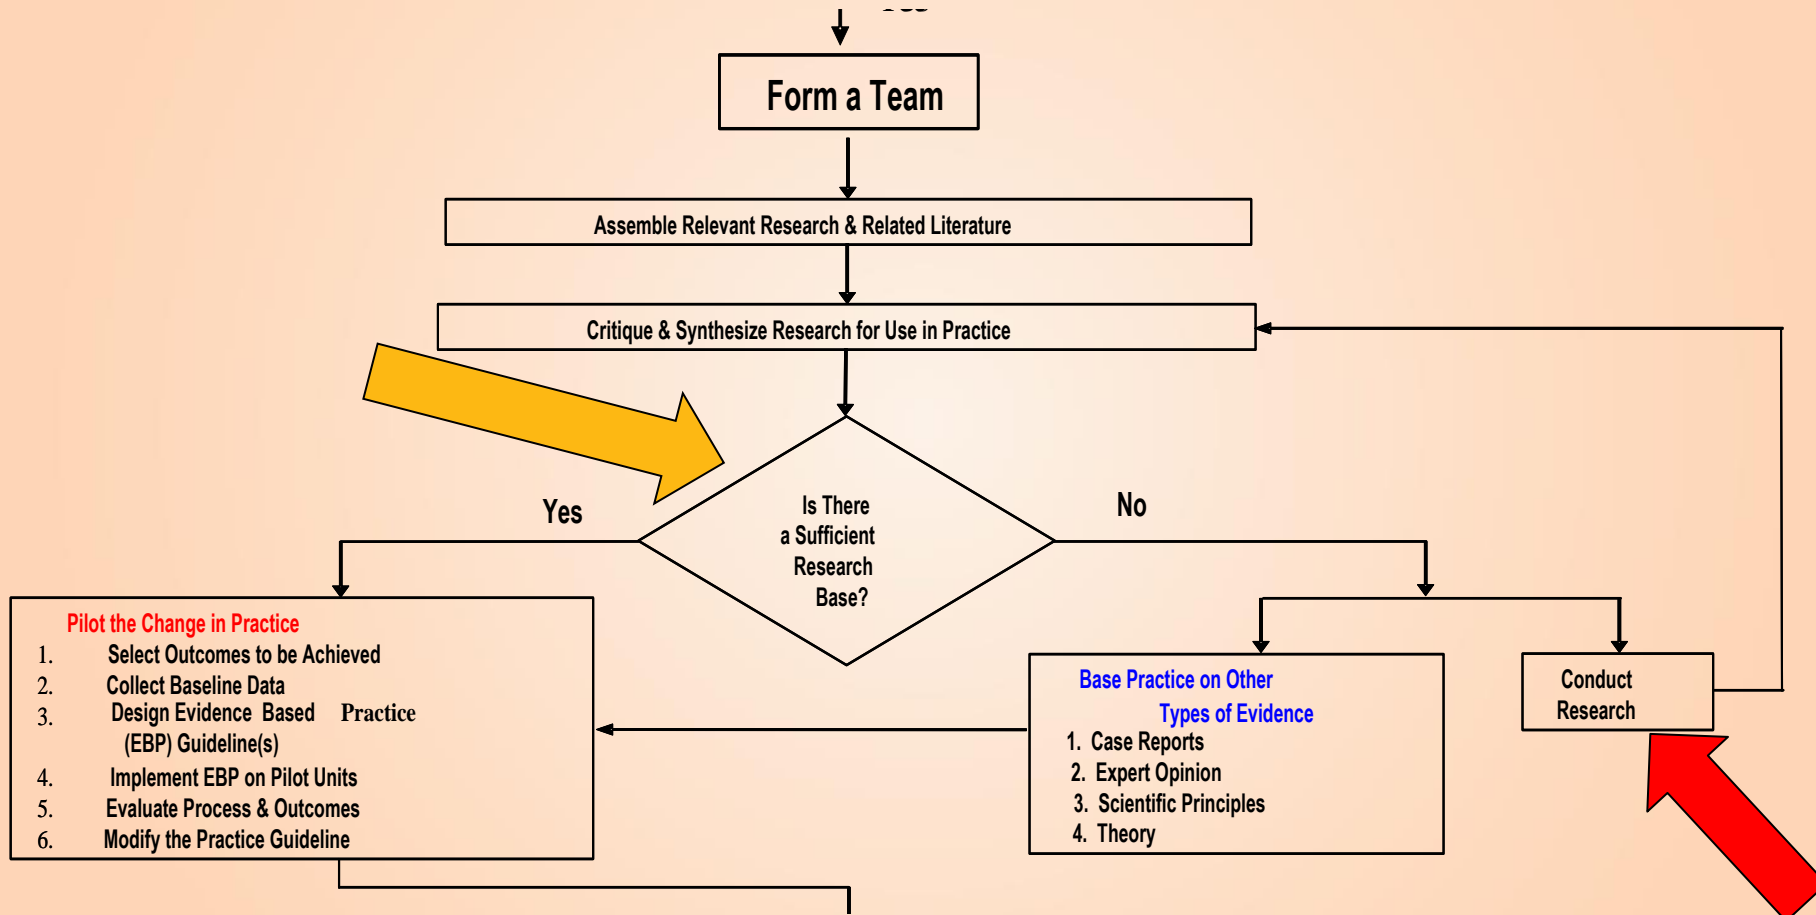 Form a Team
Assemble Relevant Research & Related Literature
Critique & Synthesize Research for Use in Practice
Is There
a Sufficient
Research
Base?
Yes
No
Pilot the Change in Practice
1. Select Outcomes to be Achieved
2. Collect Baseline Data
3. Design Evidence Based Practice
(EBP) Guideline(s)
4. Implement EBP on Pilot Units
5. Evaluate Process & Outcomes
6. Modify the Practice Guideline
Base Practice on Other
Types of Evidence
1. Case Reports
2. Expert Opinion
3. Scientific Principles
4. Theory
Conduct
Research